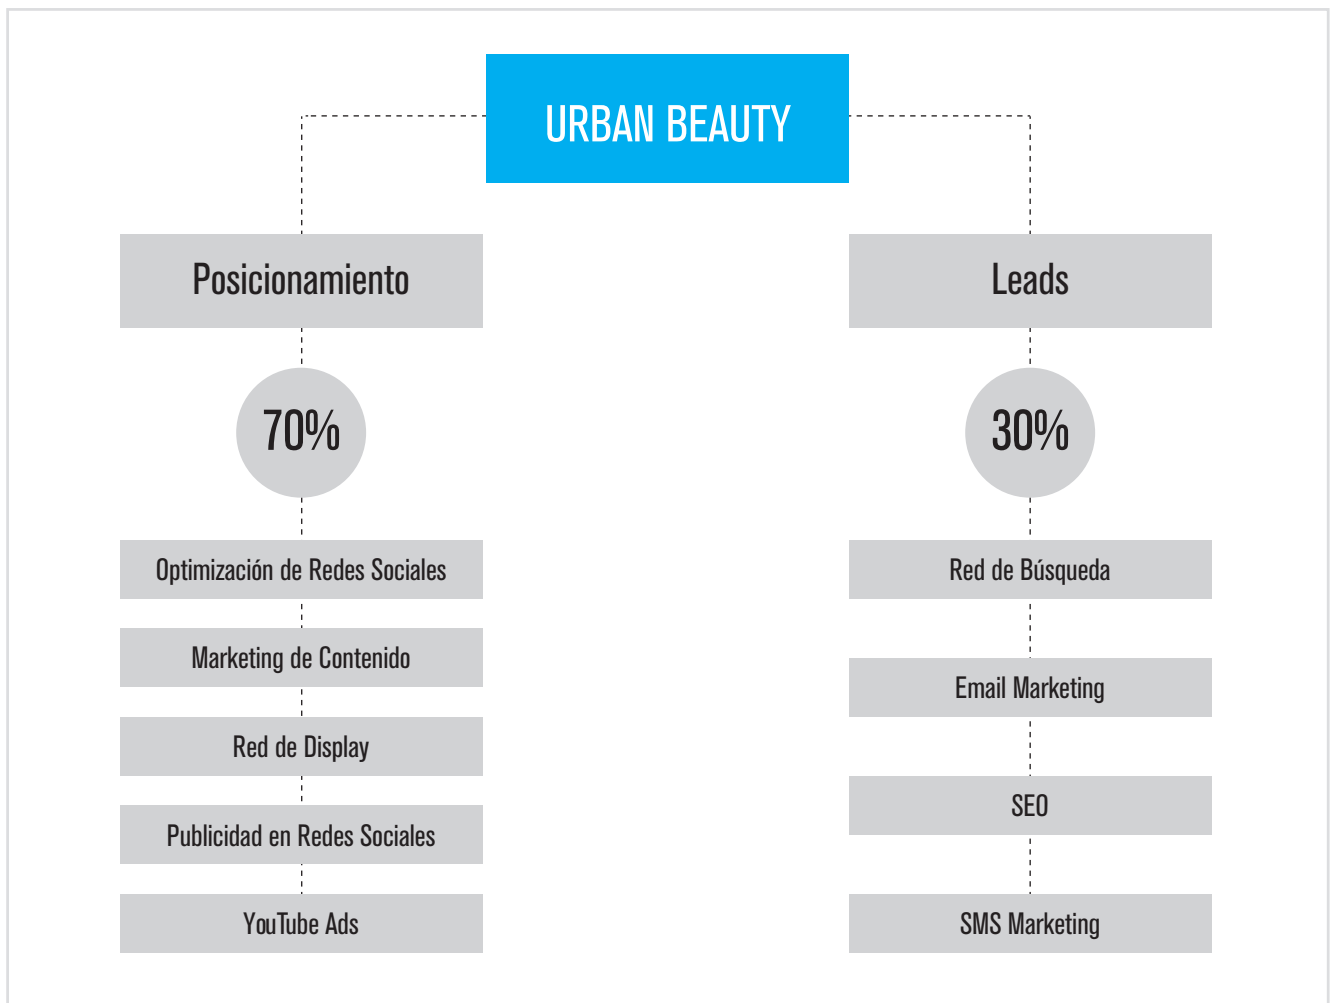 URBAN BEAUTY
Posicionamiento
70%
Optimización de Redes Sociales
Marketing de Contenido
Red de Display
Publicidad en Redes Sociales
YouTube Ads
Leads
30%
Red de Búsqueda
Email Marketing
SEO
SMS Marketing